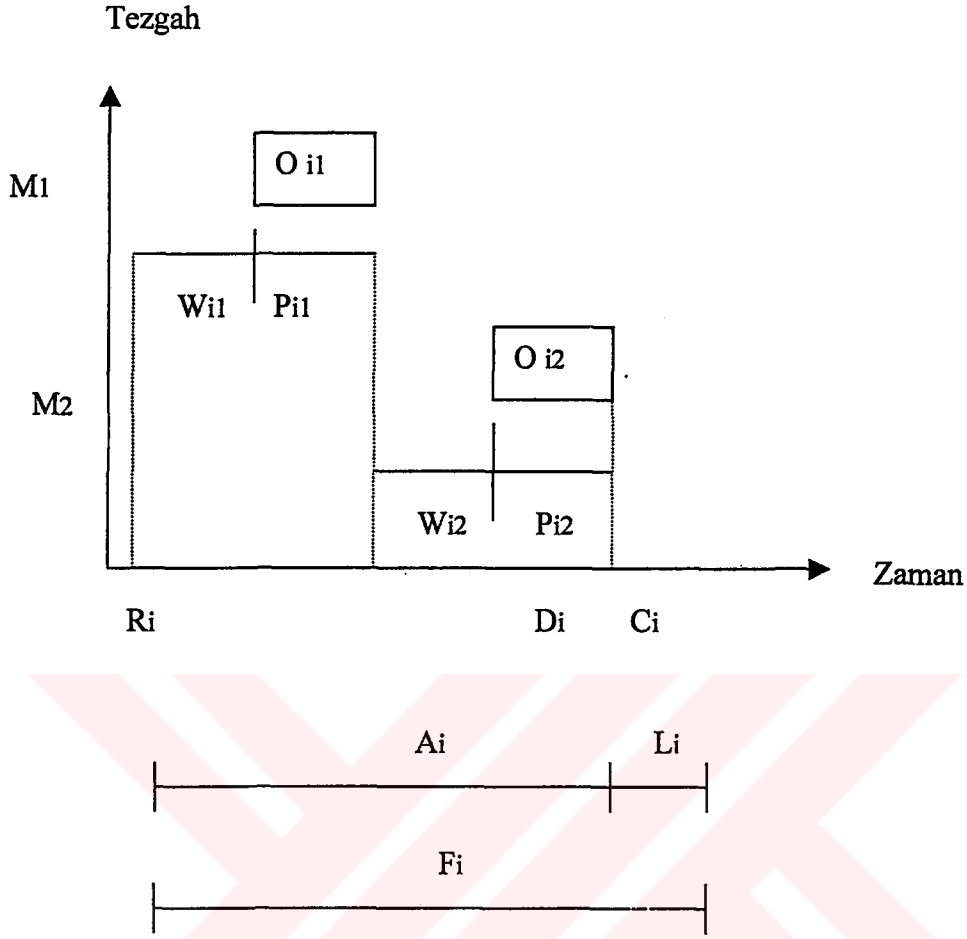 Tezgah
O i1
M1
Wi1 Pi1
O i2
M2
Wi2 Pi2
Zaman
Ri Di Ci
Ai Li
Fi